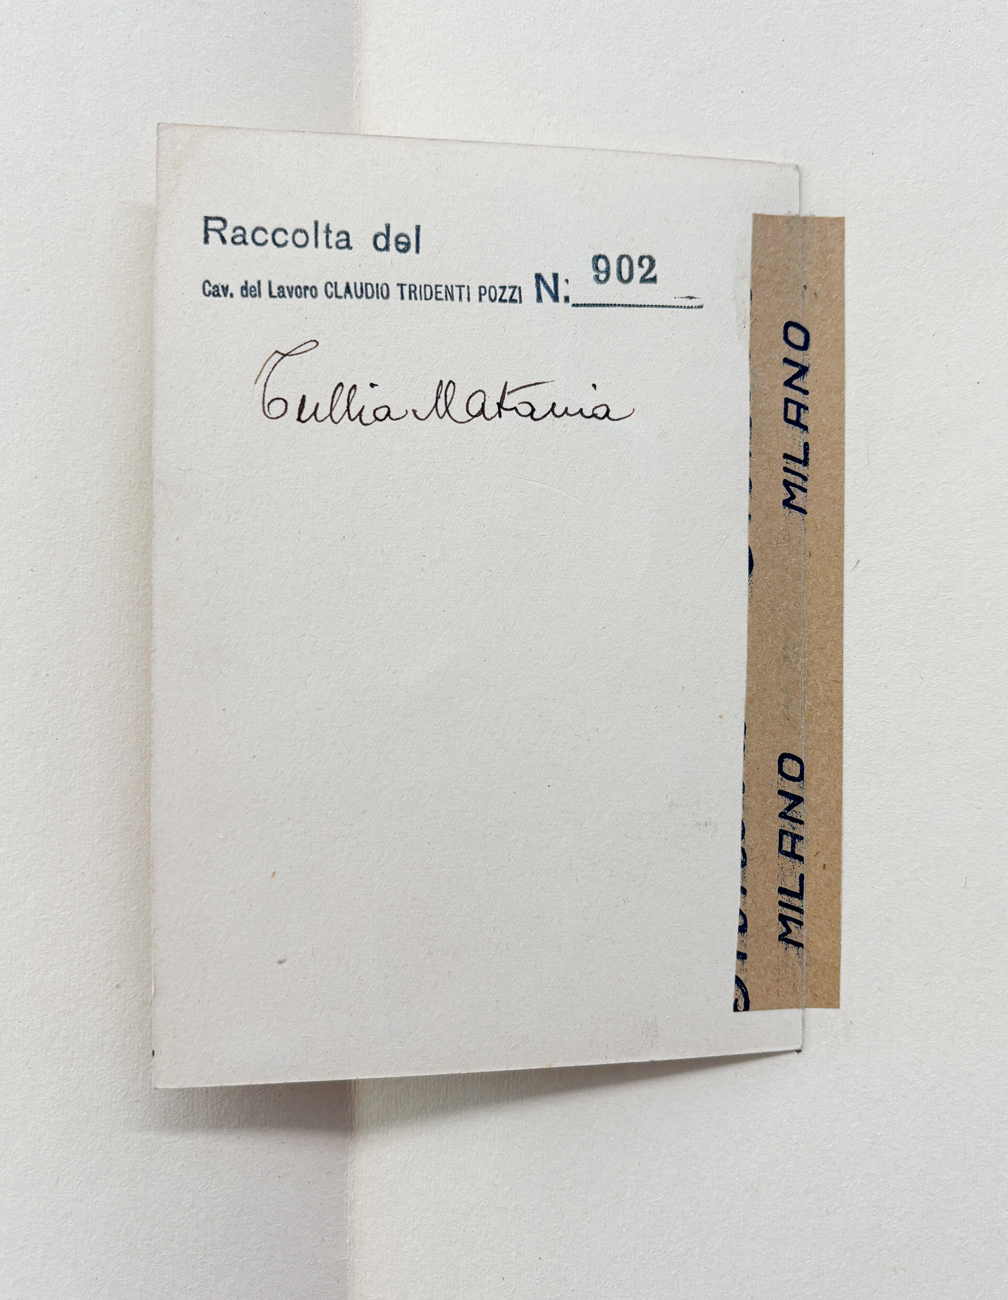 Raccolta del
Cav. del Lavoro CLAUDIO TRIDENTI POZZI N: 902
Tullia Matania
MILANO
MILANO